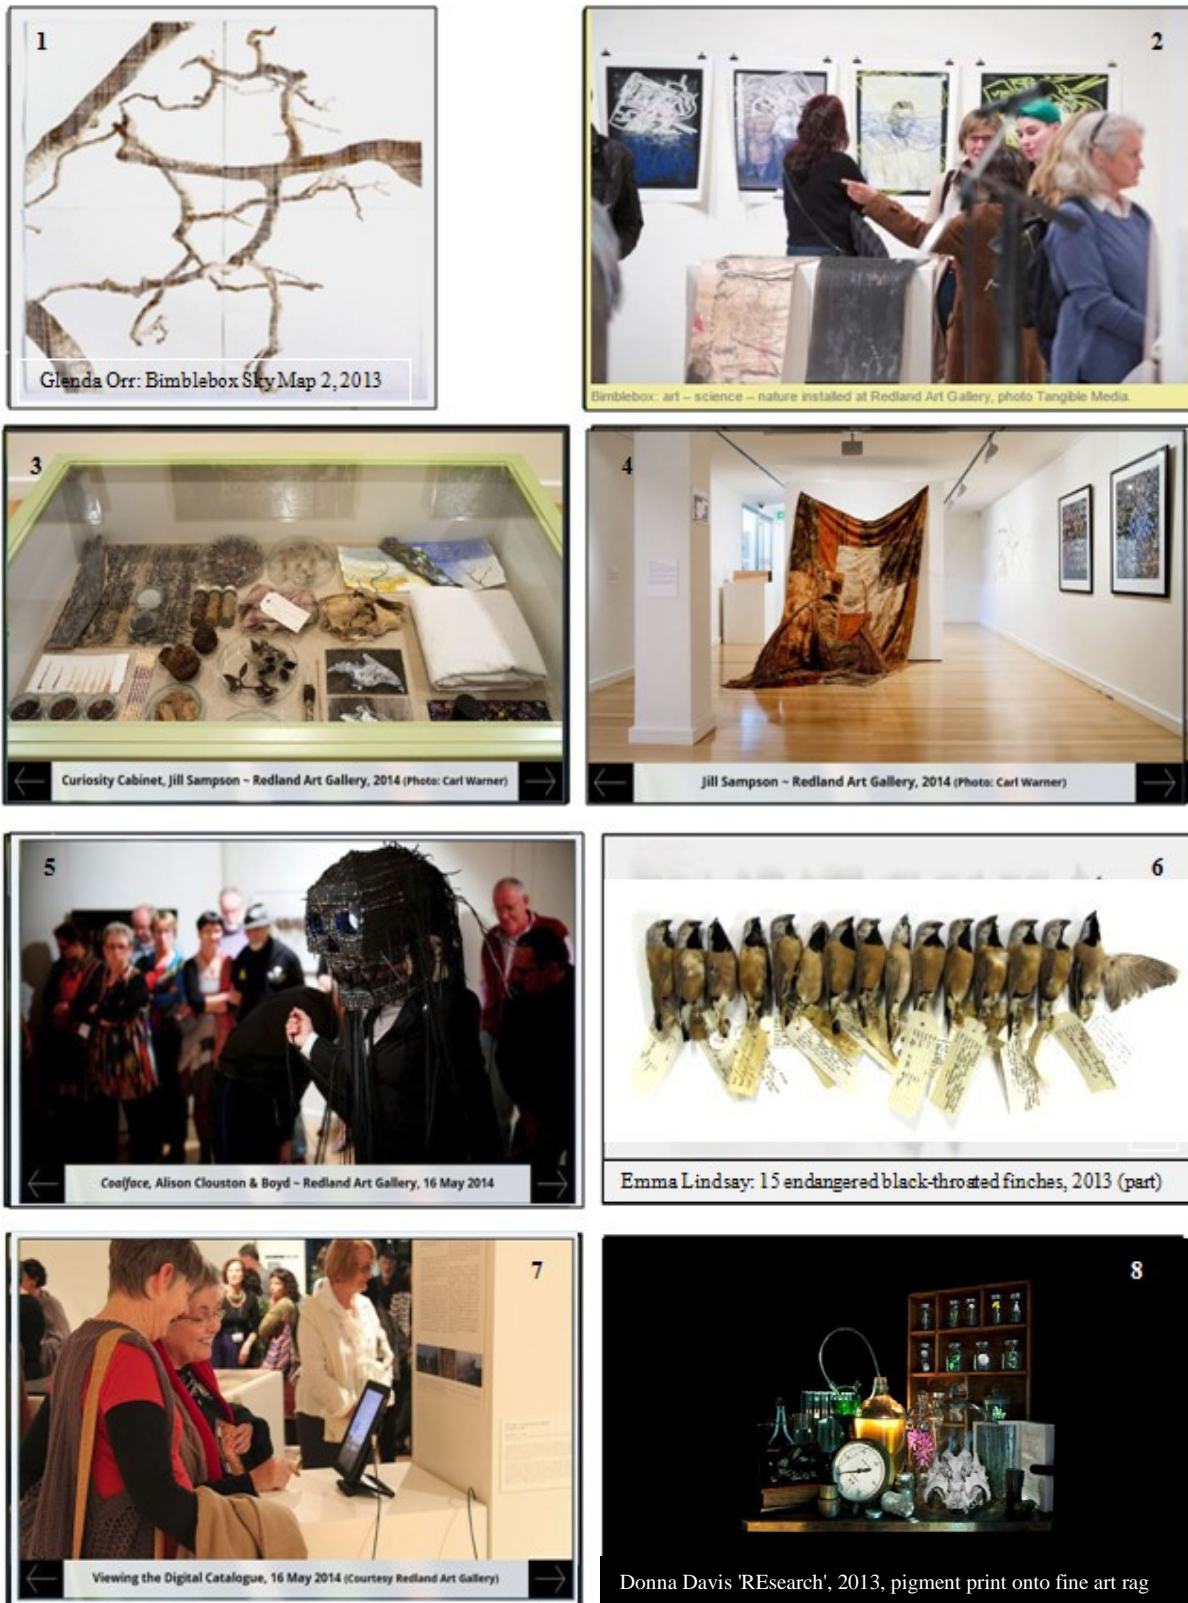 1
Glenda Orr: Bimblebox Sky Map 2, 2013
2
Bimblebox: art – science – nature installed at Redland Art Gallery, photo Tangible Media.
3
Curiosity Cabinet, Jill Sampson ~ Redland Art Gallery, 2014 (Photo: Carl Warner)
4
Jill Sampson ~ Redland Art Gallery, 2014 (Photo: Carl Warner)
5
Coalface, Alison Clouston & Boyd ~ Redland Art Gallery, 16 May 2014
6
Emma Lindsay: 15 endangered black-throated finches, 2013 (part)
7
Viewing the Digital Catalogue, 16 May 2014 (Courtesy Redland Art Gallery)
8
Donna Davis 'REsearch', 2013, pigment print onto fine art rag